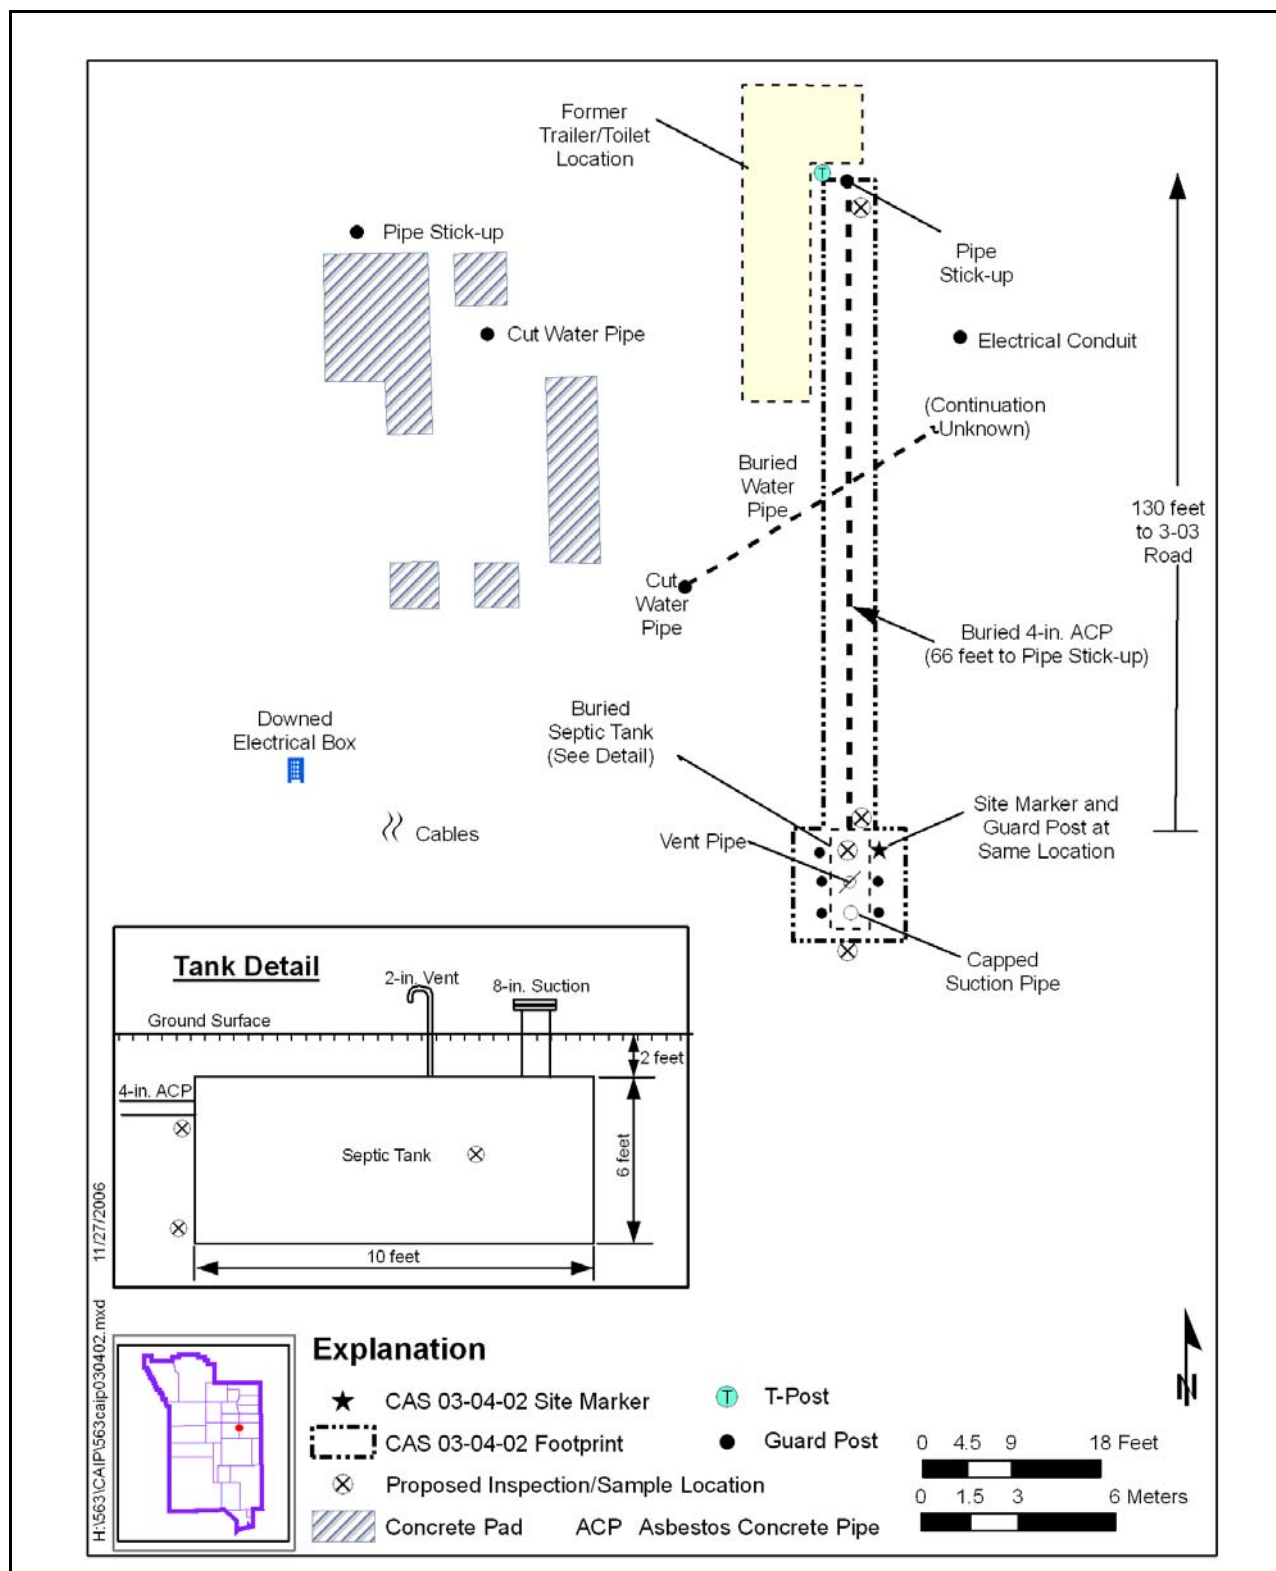 Former
Trailer/Toilet
Location
T
Pipe Stick-up
Pipe
Stick-up
Cut Water Pipe
Electrical Conduit
(Continuation
Unknown)
Buried
Water
Pipe
130 feet
to 3-03
Road
Cut
Water
Pipe
Buried 4-in. ACP
(66 feet to Pipe Stick-up)
Buried
Septic Tank
(See Detail)
Downed
Electrical Box
Site Marker and
Guard Post at
Same Location
Cables
Vent Pipe
Capped
Suction Pipe
Tank Detail
2-in. Vent
8-in. Suction
Ground Surface
2 feet
4-in. ACP
Septic Tank
6 feet
10 feet
H:\563\CAIP\563caip030402.mxd 11/27/2006
Explanation
CAS 03-04-02 Site Marker
T T-Post
CAS 03-04-02 Footprint
Guard Post
Proposed Inspection/Sample Location
Concrete Pad
ACP Asbestos Concrete Pipe
N
0 4.5 9 18 Feet
0 1.5 3 6 Meters